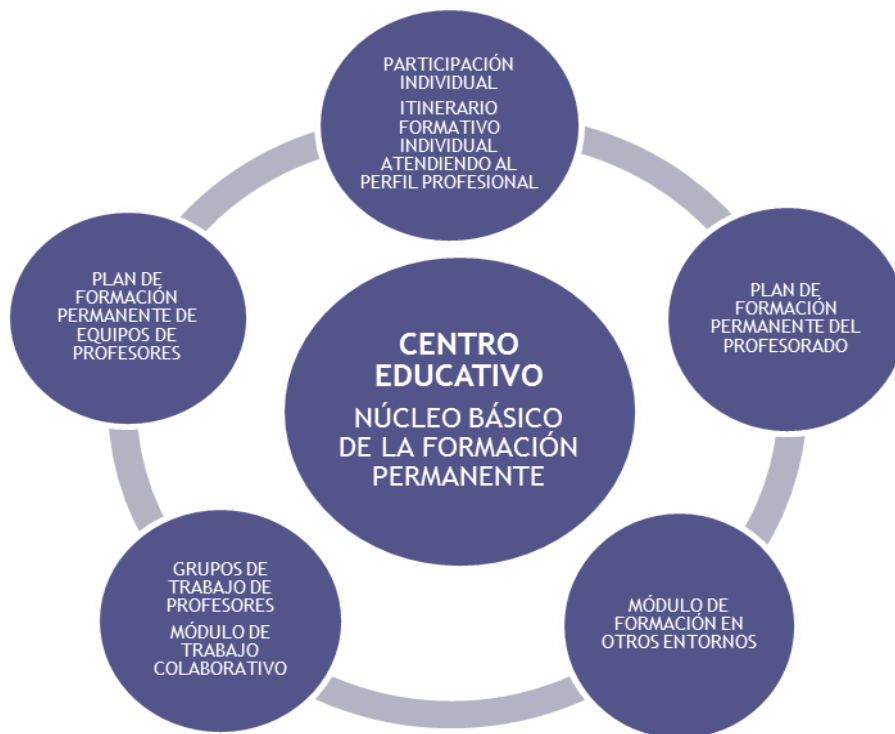 PARTICIPACIÓN
INDIVIDUAL
ITINERARIO
FORMATIVO
INDIVIDUAL
ATENDIENDO AL
PERFIL PROFESIONAL
PLAN DE
FORMACIÓN
PERMANENTE DE
EQUIPOS DE
PROFESORES
PLAN DE
FORMACIÓN
PERMANENTE DEL
PROFESORADO
CENTRO
EDUCATIVO
NÚCLEO BÁSICO
DE LA FORMACIÓN
PERMANENTE
GRUPOS DE
TRABAJO DE
PROFESORES
MÓDULO DE
TRABAJO
COLABORATIVO
MÓDULO DE
FORMACIÓN EN
OTROS ENTORNOS